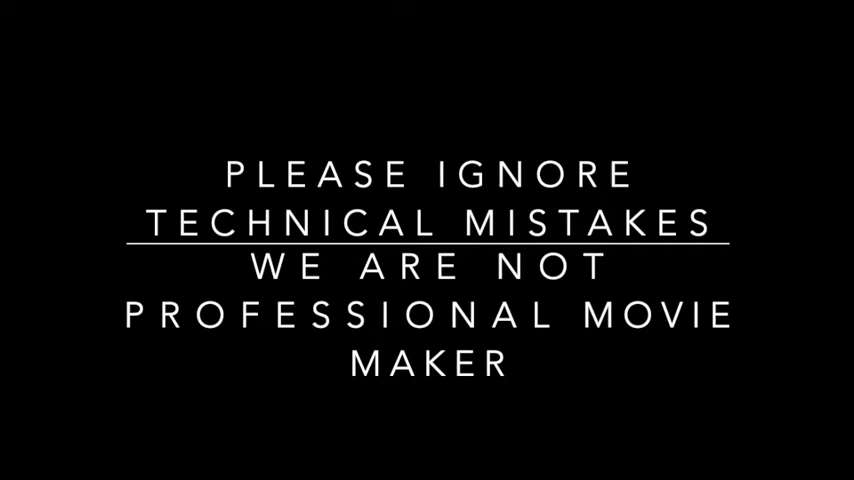 PLEASE IGNORE
TECHNICAL MISTAKES
WE ARE NOT
PROFESSIONAL MOVIE
MAKER